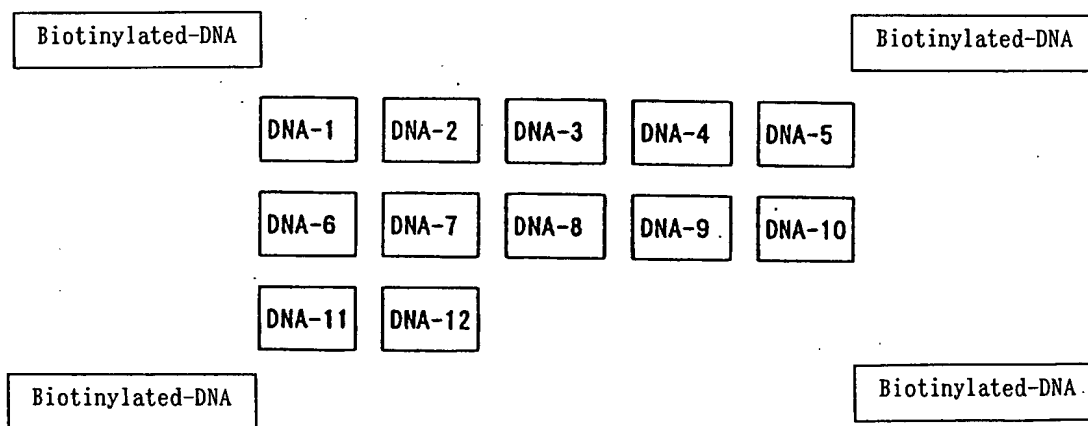 Biotinylated-DNA Biotinylated-DNA
DNA-1 DNA-2 DNA-3 DNA-4 DNA-5
DNA-6 DNA-7 DNA-8 DNA-9 DNA-10
DNA-11 DNA-12
Biotinylated-DNA Biotinylated-DNA